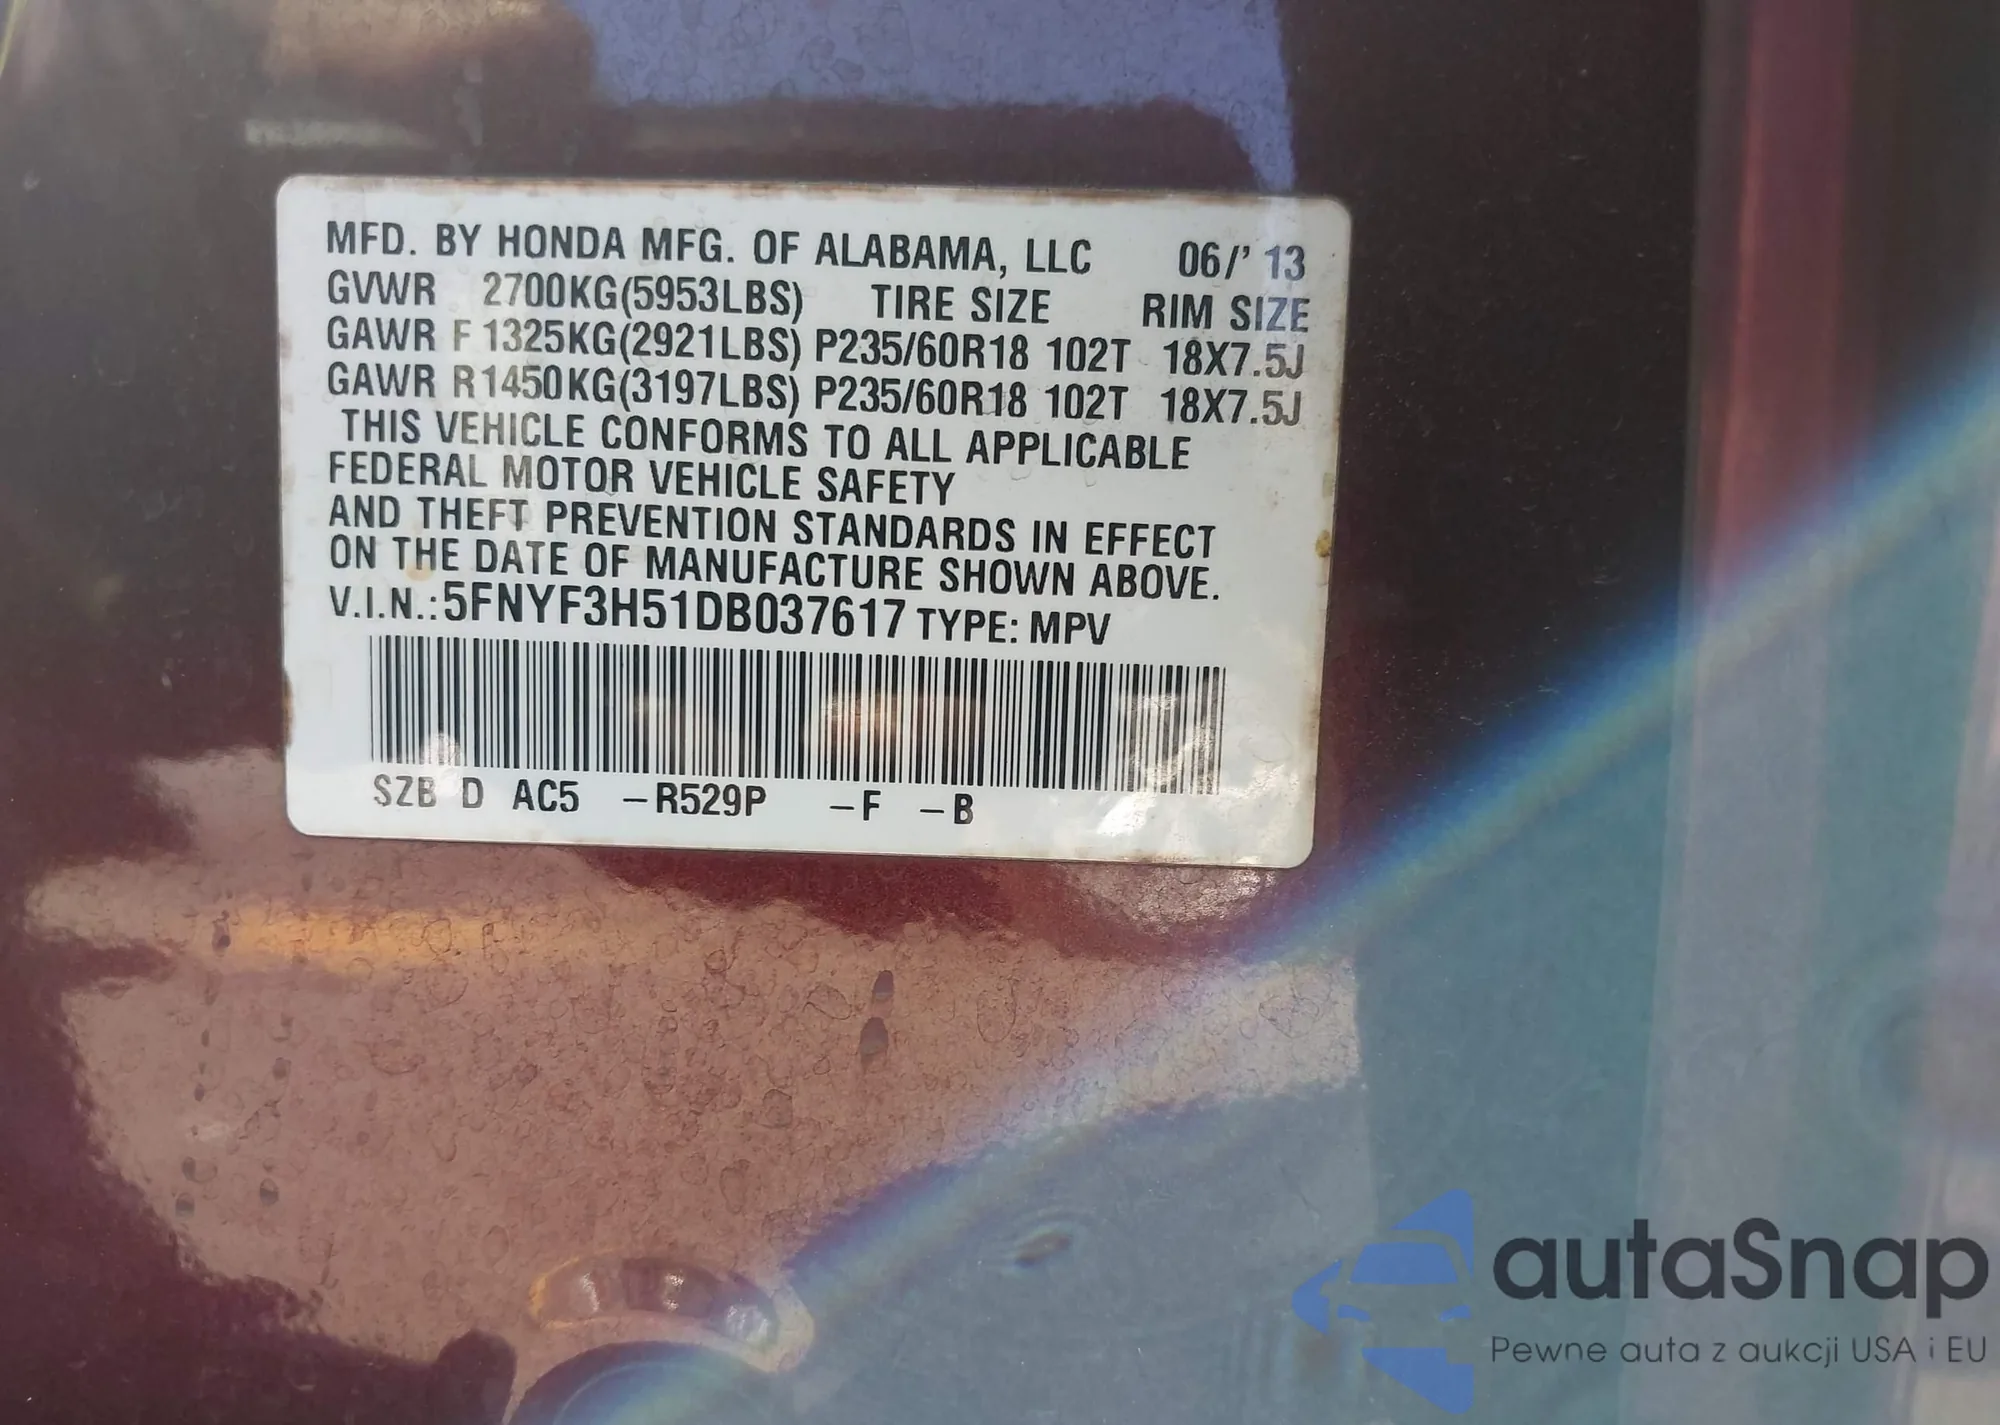 MFD. BY HONDA MFG. OF ALABAMA, LLC 06/' 13
GVWR 2700KG(5953LBS) TIRE SIZE RIM SIZE
GAWR F 1325KG(2921LBS) P235/60R18 102T 18X7.5J
GAWR R1450KG(3197LBS) P235/60R18 102T 18X7.5J
THIS VEHICLE CONFORMS TO ALL APPLICABLE
FEDERAL MOTOR VEHICLE SAFETY
AND THEFT PREVENTION STANDARDS IN EFFECT
ON THE DATE OF MANUFACTURE SHOWN ABOVE.
V.I.N.:5FNYF3H51DB037617 TYPE: MPV
SZB D AC5 -R529P -F -B
autaSnap
Pewne auta z aukcji USA i EU